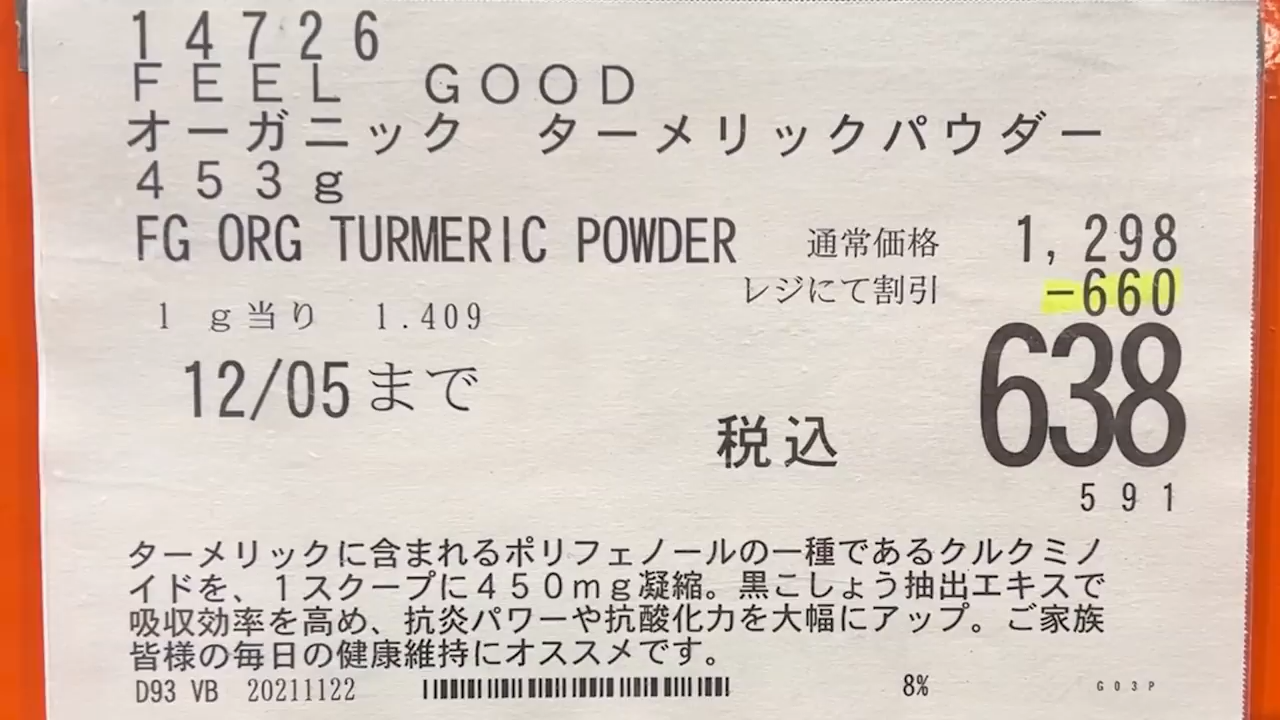 14726
FEEL GOOD
オーガニック ターメリックパウダー
453g
FG ORG TURMERIC POWDER 通常価格 1,298
レジにて割引 -660
1g当り 1.409
638
12/05まで
税込
591
ターメリックに含まれるポリフェノールの一種であるクルクミノ
イドを、1スクープに450mg凝縮。黒こしょう抽出エキスで
吸収効率を高め、抗炎パワーや抗酸化力を大幅にアップ。ご家族
皆様の毎日の健康維持にオススメです。
D93 VB 20211122 8% G03P